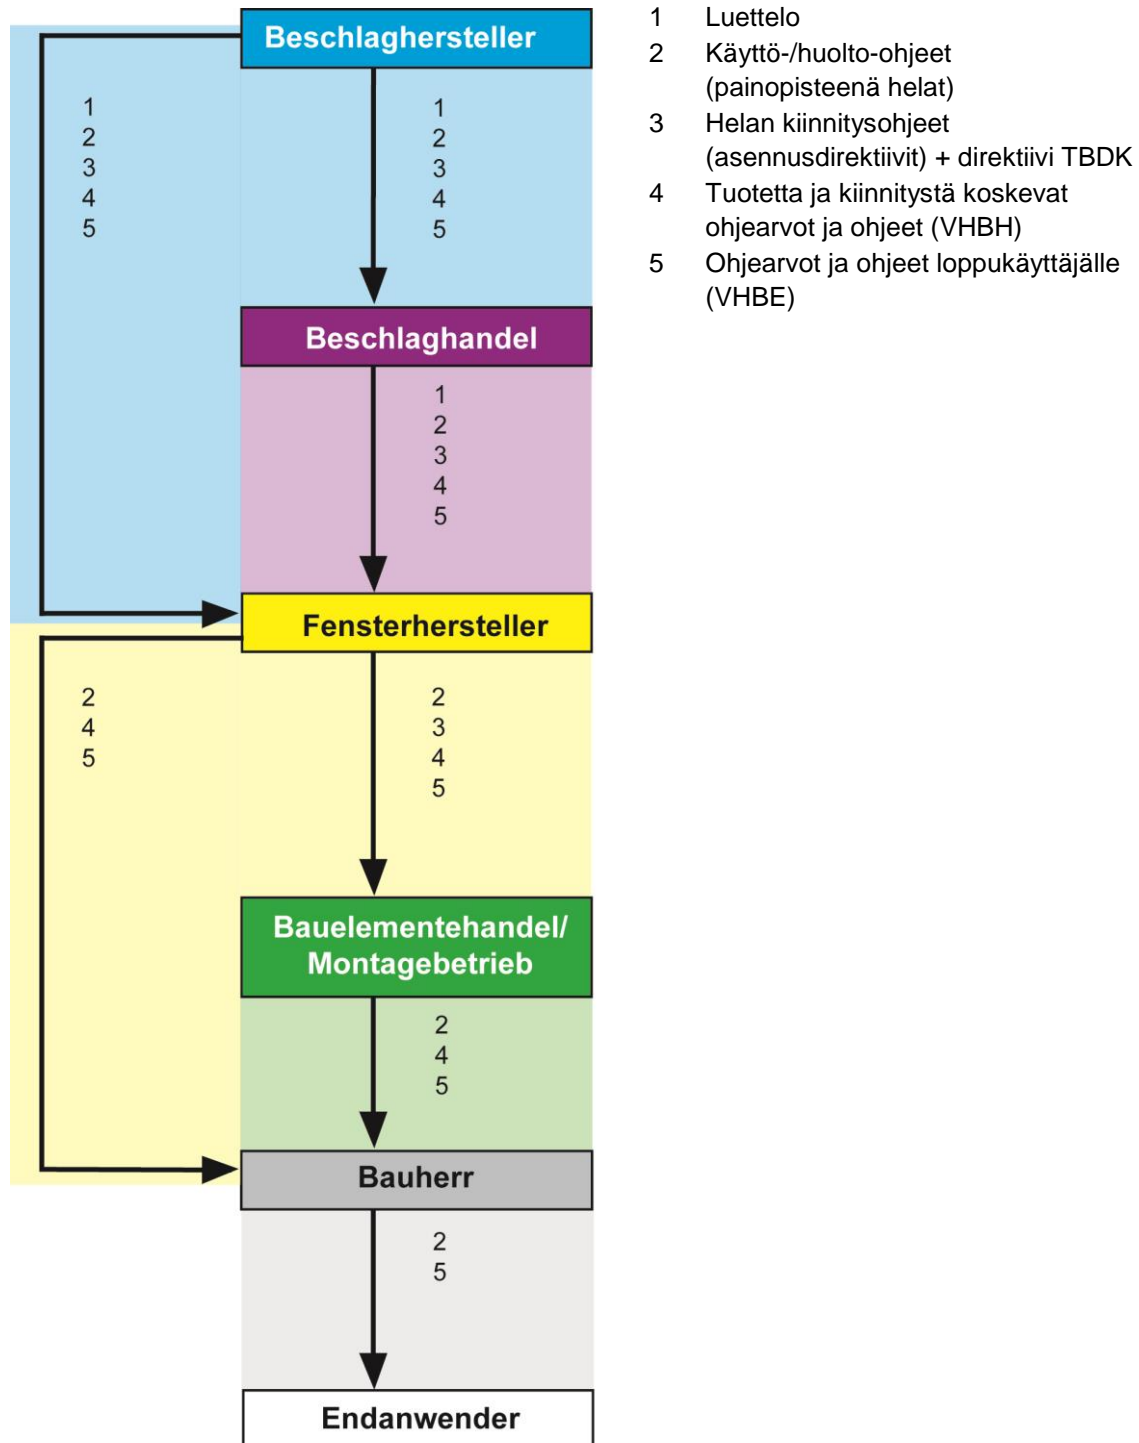 Beschlaghersteller
1
2
3
4
5
1
2
3
4
5
Beschlaghandel
1
2
3
4
5
Fensterhersteller
2
4
5
2
3
4
5
Bauelementehandel/
Montagebetrieb
2
4
5
Bauherr
2
5
Endanwender
1 Luettelo
2 Käyttö-/huolto-ohjeet
(painopisteenä helat)
3 Helan kiinnitysohjeet
(asennusdirektiivit) + direktiivi TBDK
4 Tuotetta ja kiinnitystä koskevat
ohjearvot ja ohjeet (VHBH)
5 Ohjearvot ja ohjeet loppukäyttäjälle
(VHBE)